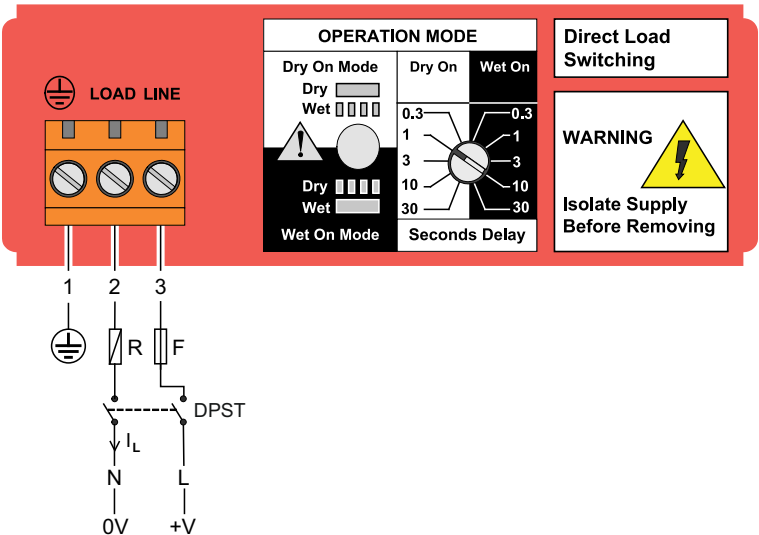 LOAD LINE
OPERATION MODE
Dry On Mode
Dry
Wet
Dry
Wet
Wet On Mode
Dry On
Wet On
0.3
0.3
1
1
3
3
10
10
30
30
Seconds Delay
Direct Load
Switching
WARNING
Isolate Supply
Before Removing
1
2
3
R
F
DPST
IL
N
L
0V
+V